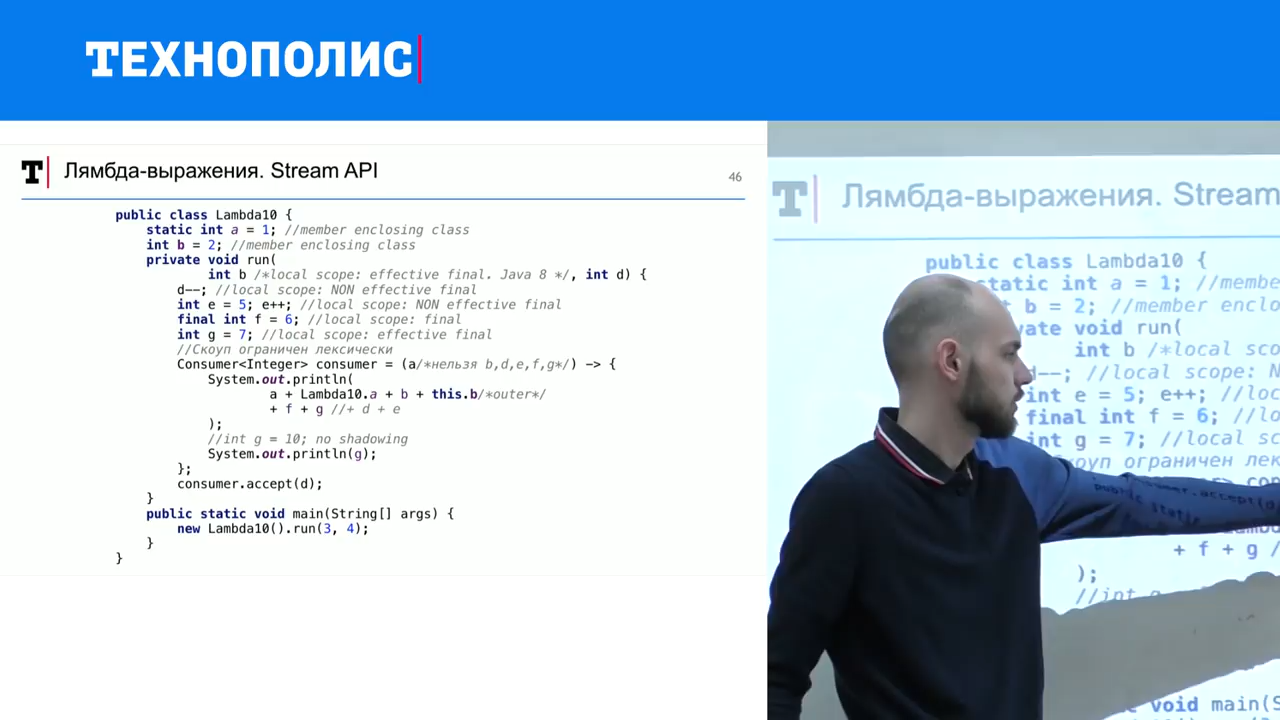 ТЕХНОПОЛИС
Т Лямбда-выражения. Stream API
46
public class Lambda10 {
static int a = 1; //member enclosing class
int b = 2; //member enclosing class
private void run(
int b /*local scope: effective final. Java 8 */, int d) {
d--; //local scope: NON effective final
int e = 5; e++; //local scope: NON effective final
final int f = 6; //local scope: final
int g = 7; //local scope: effective final
//Скоуп ограничен лексически
Consumer<Integer> consumer = (a/*нельзя b,d,e,f,g*/) -> {
System.out.println(
a + Lambda10.a + b + this.b/*outer*/
+ f + g //+ d + e
);
//int g = 10; no shadowing
System.out.println(g);
};
consumer.accept(d);
}
public static void main(String[] args) {
new Lambda10().run(3, 4);
}
}
Т Лямбда-выражения. Stream
public class Lambda10 {
static int a = 1; //membe
b = 2; //member enclo
vate void run(
int b /*local sco
--; //local scope: N
int e = 5; e++; //loc
final int f = 6; //lo
int g = 7; //local sc
оуп ограничен лек
+ f + g /
);
//int g
void main(S